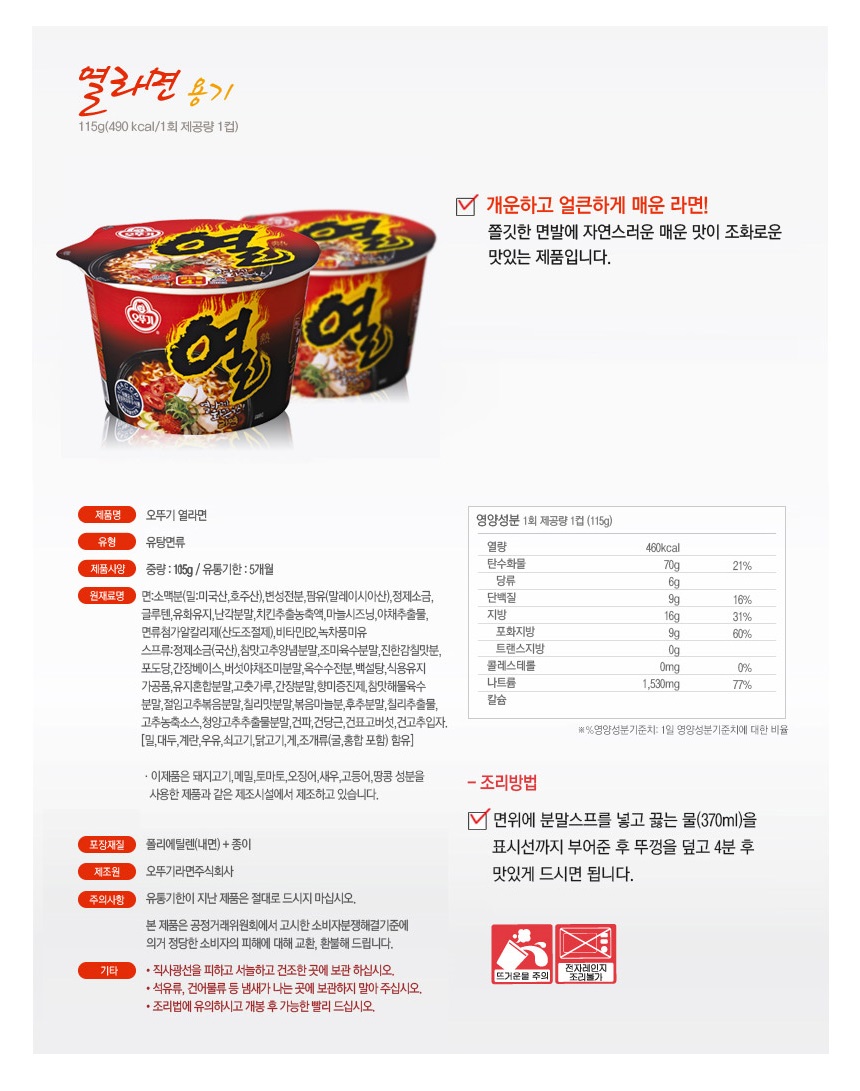 열라면 용기
115g(490 kcal/1회 제공량 1컵)
개운하고 얼큰하게 매운 라면!
쫄깃한 면발에 자연스러운 매운 맛이 조화로운
맛있는 제품입니다.
오뚜기
열
오뚜기
열
열
열
제품명 오뚜기 열라면
유형 유탕면류
제품사양 중량 : 105g / 유통기한 : 5개월
원재료명 면:소맥분(밀:미국산,호주산),변성전분,팜유(말레이시아산),정제소금,
글루텐,유화유지,난각분말,치킨추출농축액,마늘시즈닝,야채추출물,
면류첨가알칼리제(산도조절제),비타민B2,녹차풍미유
스프류:정제소금(국산),참맛고추양념분말,조미육수분말,진한감칠맛분,
포도당,간장베이스,버섯야채조미분말,옥수수전분,백설탕,식용유지
가공품,유지혼합분말,고춧가루,간장분말,향미증진제,참맛해물육수
분말,절임고추볶음분말,칠리맛분말,볶음마늘분,후추분말,칠리추출물,
고추농축소스,청양고추추출물분말,건파,건당근,건표고버섯,건고추입자.
[밀,대두,계란,우유,쇠고기,닭고기,게,조개류(굴,홍합 포함) 함유]
· 이제품은 돼지고기,메밀,토마토,오징어,새우,고등어,땅콩 성분을
사용한 제품과 같은 제조시설에서 제조하고 있습니다.
포장재질 폴리에틸렌(내면) + 종이
제조원 오뚜기라면주식회사
주의사항 유통기한이 지난 제품은 절대로 드시지 마십시오.
본 제품은 공정거래위원회에서 고시한 소비자분쟁해결기준에
의거 정당한 소비자의 피해에 대해 교환, 환불해 드립니다.
기타 • 직사광선을 피하고 서늘하고 건조한 곳에 보관 하십시오.
• 석유류, 건어물류 등 냄새가 나는 곳에 보관하지 말아 주십시오.
• 조리법에 유의하시고 개봉 후 가능한 빨리 드십시오.
영양성분 1회 제공량 1컵 (115g)
열량 460kcal
탄수화물 70g 21%
당류 6g
단백질 9g 16%
지방 16g 31%
포화지방 9g 60%
트랜스지방 0g
콜레스테롤 0mg 0%
나트륨 1,530mg 77%
칼슘
※%영양성분기준치: 1일 영양성분기준치에 대한 비율
– 조리방법
면위에 분말스프를 넣고 끓는 물(370ml)을
표시선까지 부어준 후 뚜껑을 덮고 4분 후
맛있게 드시면 됩니다.
뜨거운물 주의
전자레인지
조리불가